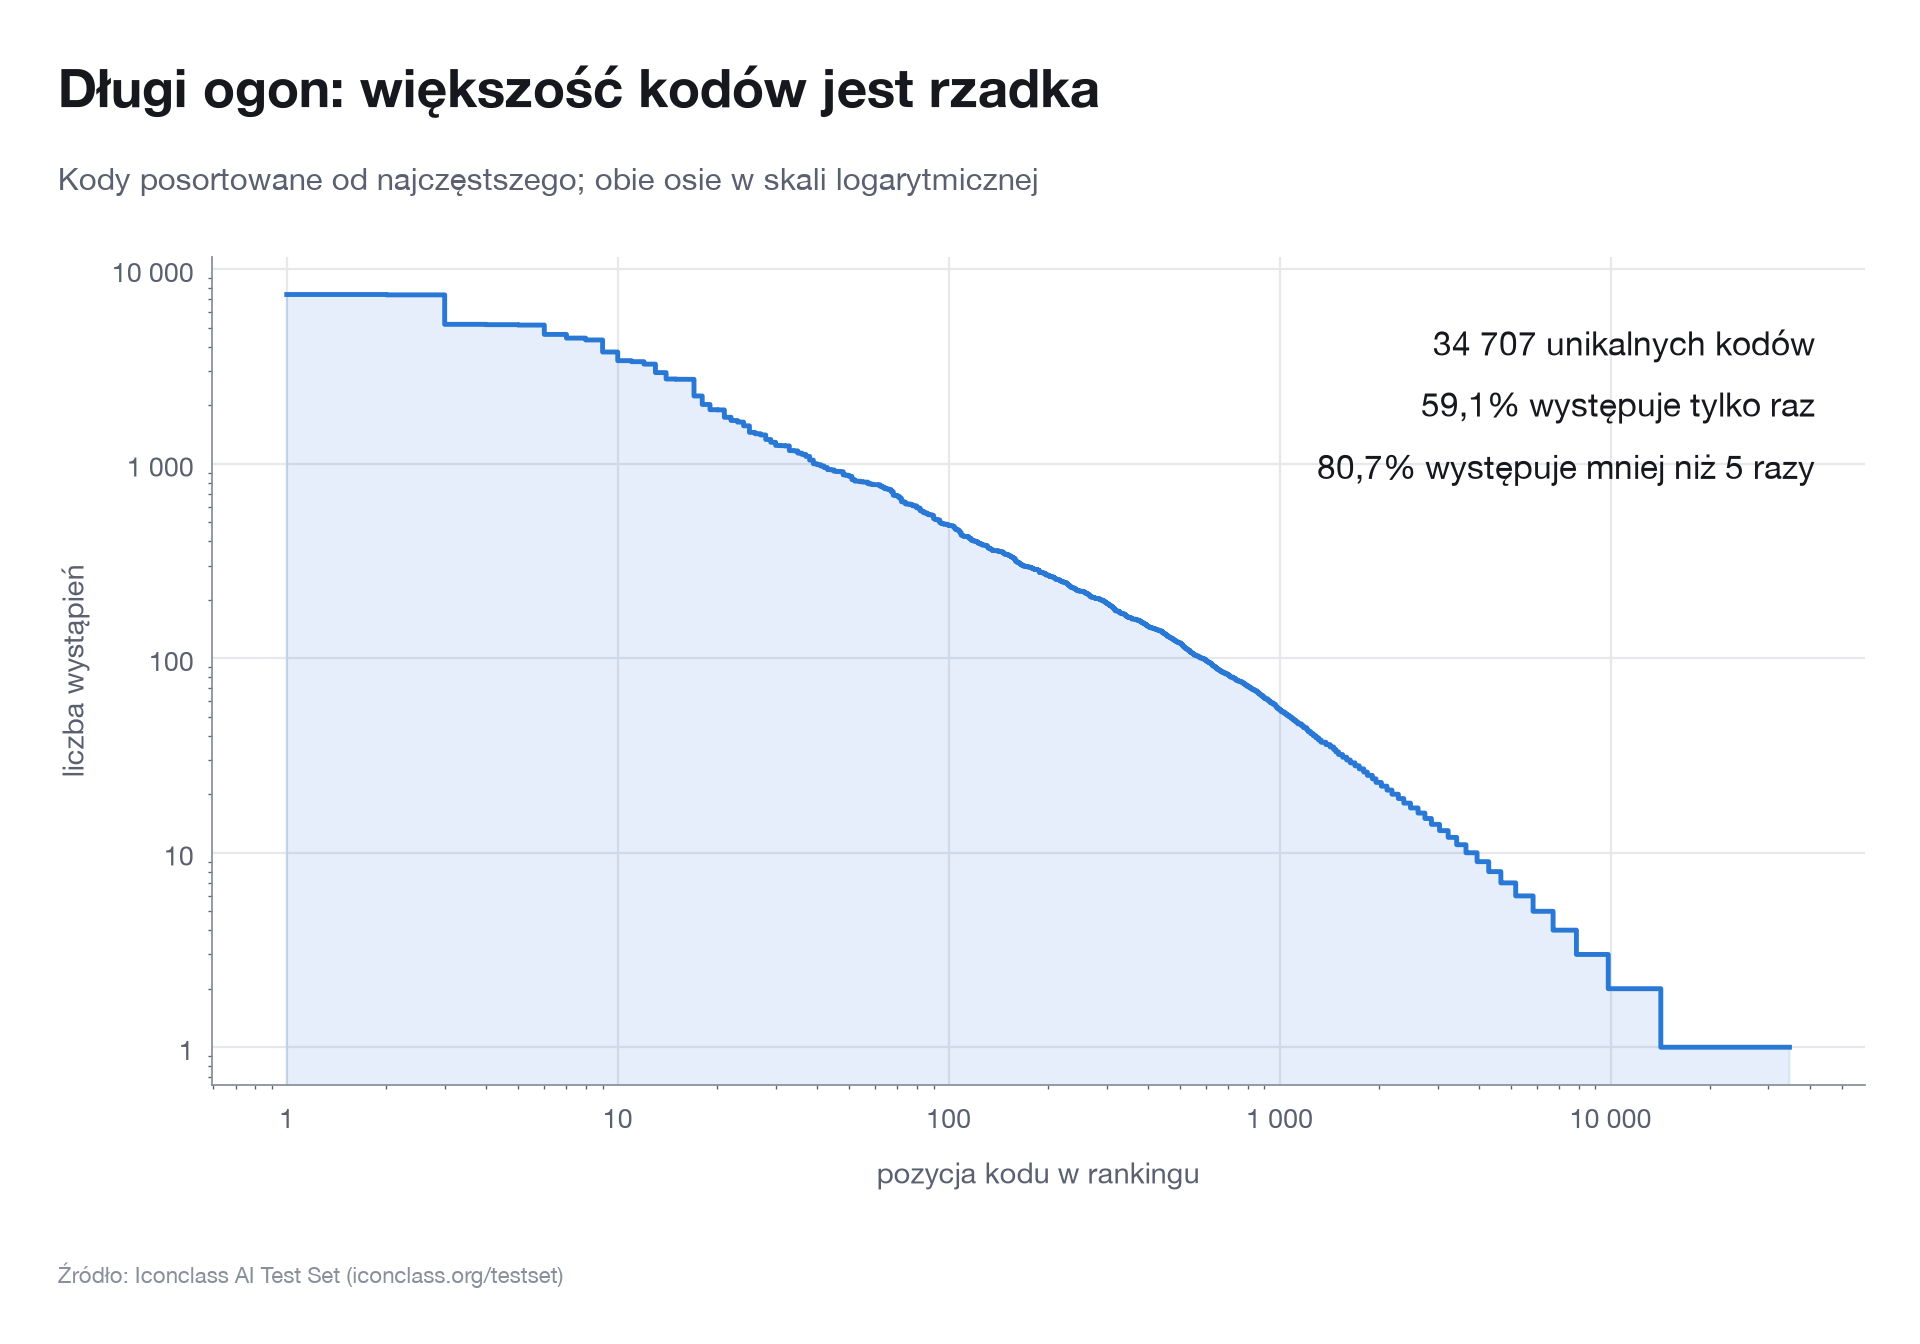 Długi ogon: większość kodów jest rzadka
Kody posortowane od najczęstszego; obie osie w skali logarytmicznej
10 000
1 000
100
10
1
liczba wystąpień
34 707 unikalnych kodów
59,1% występuje tylko raz
80,7% występuje mniej niż 5 razy
1
10
100
1 000
10 000
pozycja kodu w rankingu
Źródło: Iconclass AI Test Set (iconclass.org/testset)